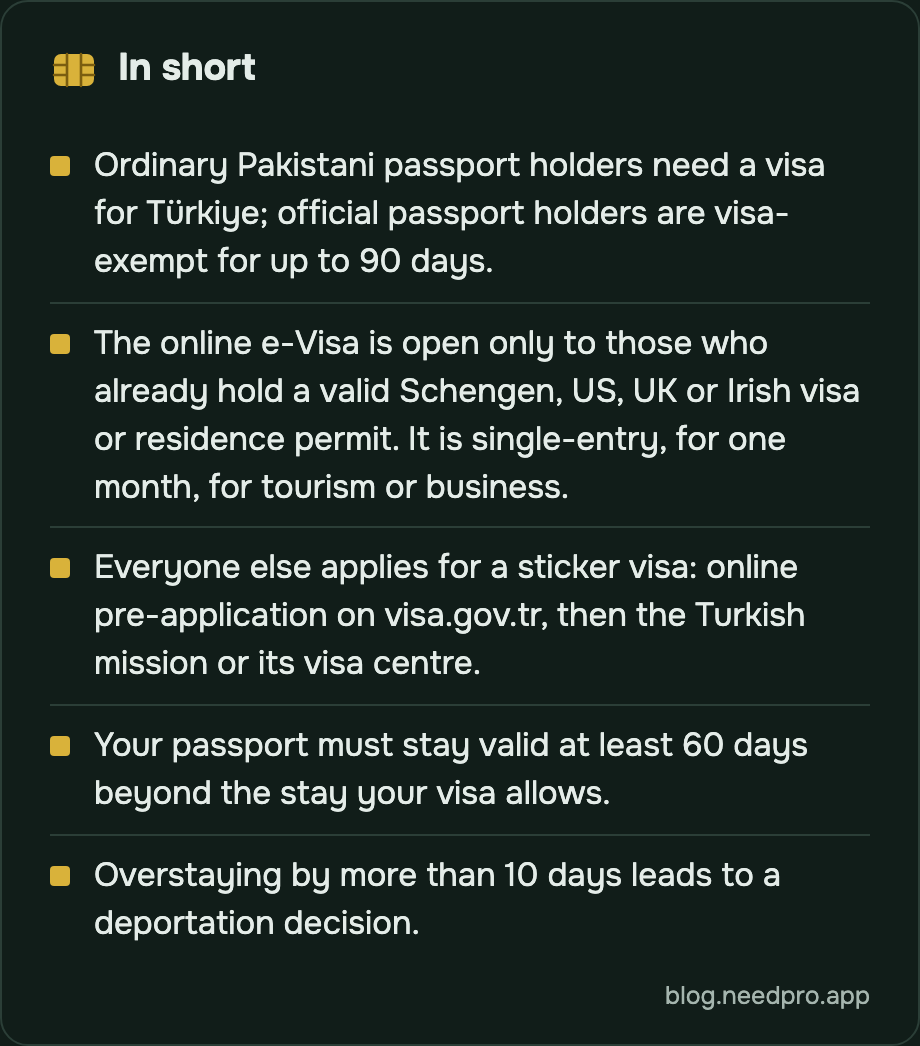 In short
Ordinary Pakistani passport holders need a visa
for Türkiye; official passport holders are visa-
exempt for up to 90 days.
The online e-Visa is open only to those who
already hold a valid Schengen, US, UK or Irish visa
or residence permit. It is single-entry, for one
month, for tourism or business.
Everyone else applies for a sticker visa: online
pre-application on visa.gov.tr, then the Turkish
mission or its visa centre.
Your passport must stay valid at least 60 days
beyond the stay your visa allows.
Overstaying by more than 10 days leads to a
deportation decision.
blog.needpro.app